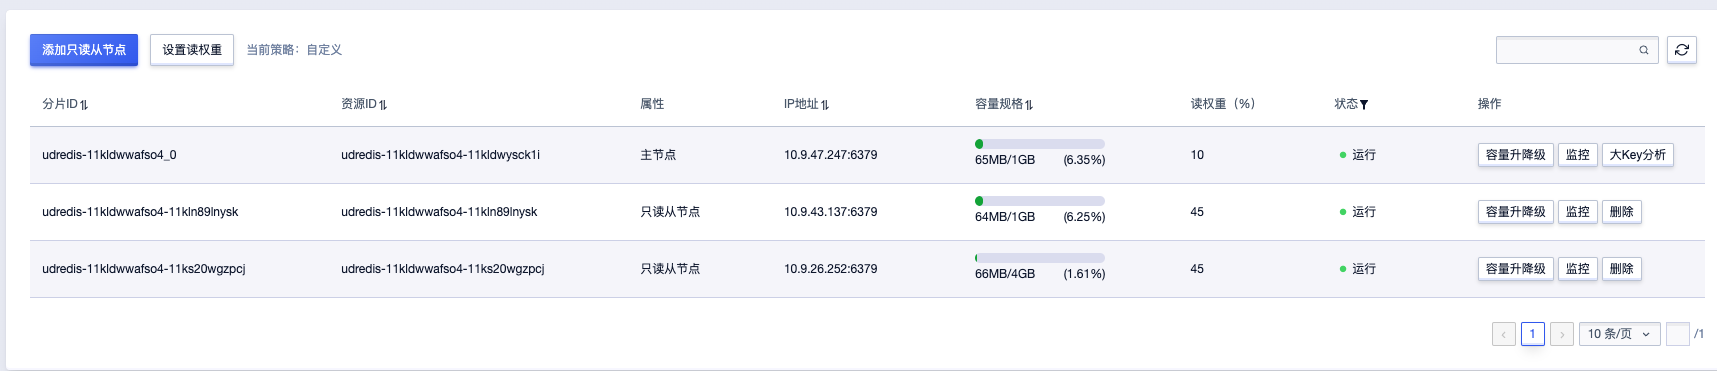 添加只读从节点 设置读权重 当前策略：自定义
分片ID 资源ID 属性 IP地址 容量规格 读权重（%） 状态 操作
udredis-11kldwwafso4_0 udredis-11kldwwafso4-11kldwysck1i 主节点 10.9.47.247:6379 65MB/1GB (6.35%) 10 运行 容量升降级 监控 大Key分析
udredis-11kldwwafso4-11kln89lnysk udredis-11kldwwafso4-11kln89lnysk 只读从节点 10.9.43.137:6379 64MB/1GB (6.25%) 45 运行 容量升降级 监控 删除
udredis-11kldwwafso4-11ks20wgzpcj udredis-11kldwwafso4-11ks20wgzpcj 只读从节点 10.9.26.252:6379 66MB/4GB (1.61%) 45 运行 容量升降级 监控 删除
1 10 条/页 /1